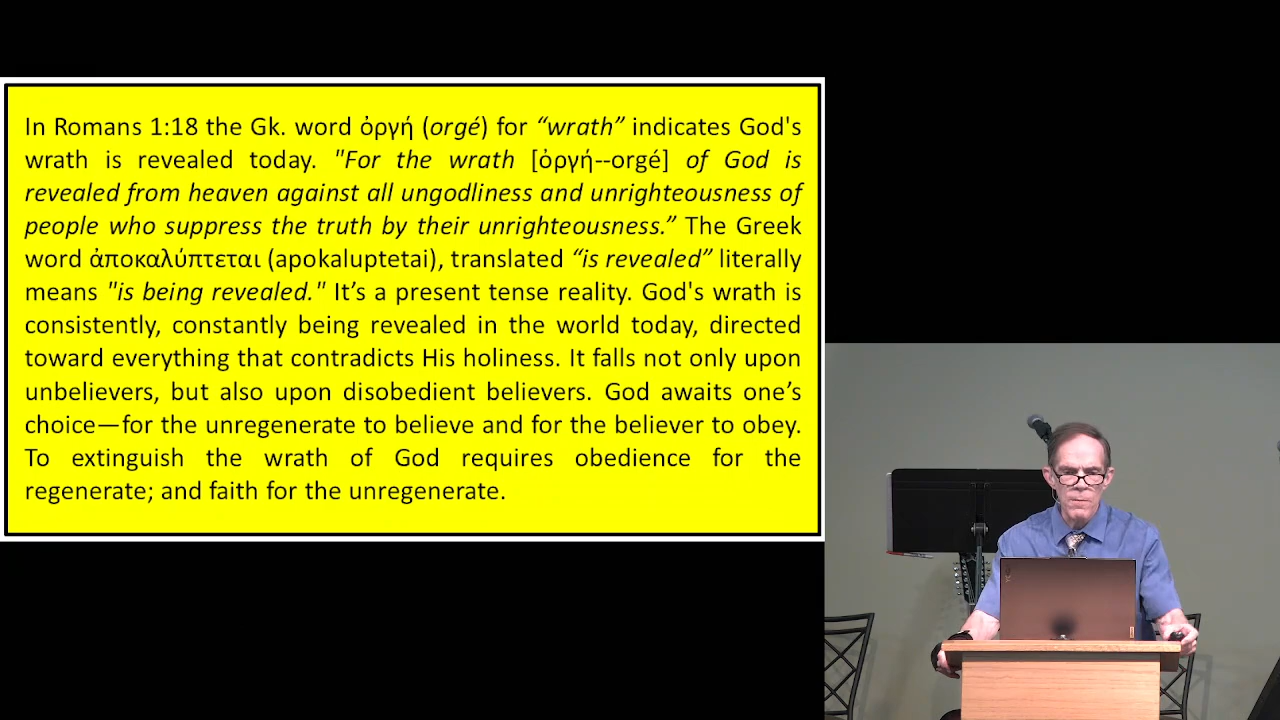 In Romans 1:18 the Gk. word ὀργή (orgé) for “wrath” indicates God's
wrath is revealed today. "For the wrath [ὀργή--orgé] of God is
revealed from heaven against all ungodliness and unrighteousness of
people who suppress the truth by their unrighteousness.” The Greek
word ἀποκαλύπτεται (apokaluptetai), translated “is revealed” literally
means "is being revealed." It’s a present tense reality. God's wrath is
consistently, constantly being revealed in the world today, directed
toward everything that contradicts His holiness. It falls not only upon
unbelievers, but also upon disobedient believers. God awaits one’s
choice—for the unregenerate to believe and for the believer to obey.
To extinguish the wrath of God requires obedience for the
regenerate; and faith for the unregenerate.